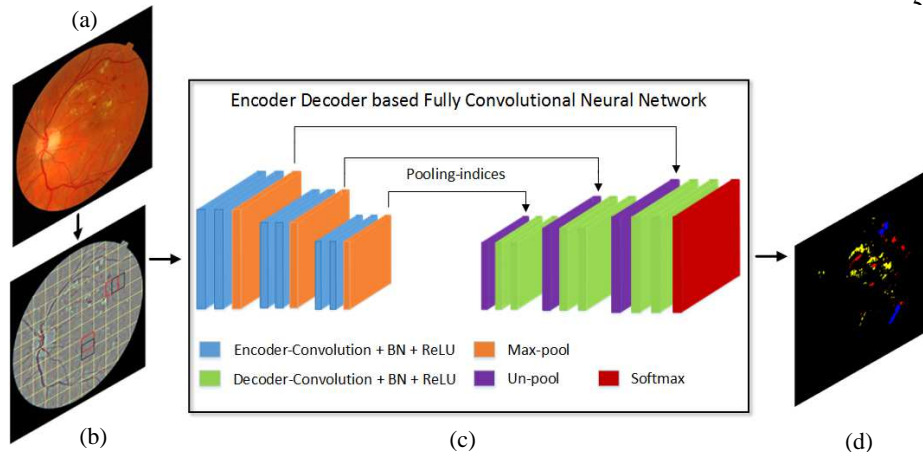 (a)
Encoder Decoder based Fully Convolutional Neural Network
Pooling-indices
Encoder-Convolution + BN + ReLU
Max-pool
Decoder-Convolution + BN + ReLU
Un-pool
Softmax
(b)
(c)
(d)